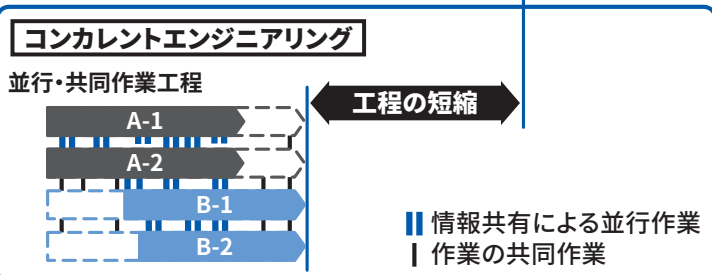 コンカレントエンジニアリング
並行・共同作業工程
工程の短縮
A-1
A-2
B-1
B-2
情報共有による並行作業
作業の共同作業